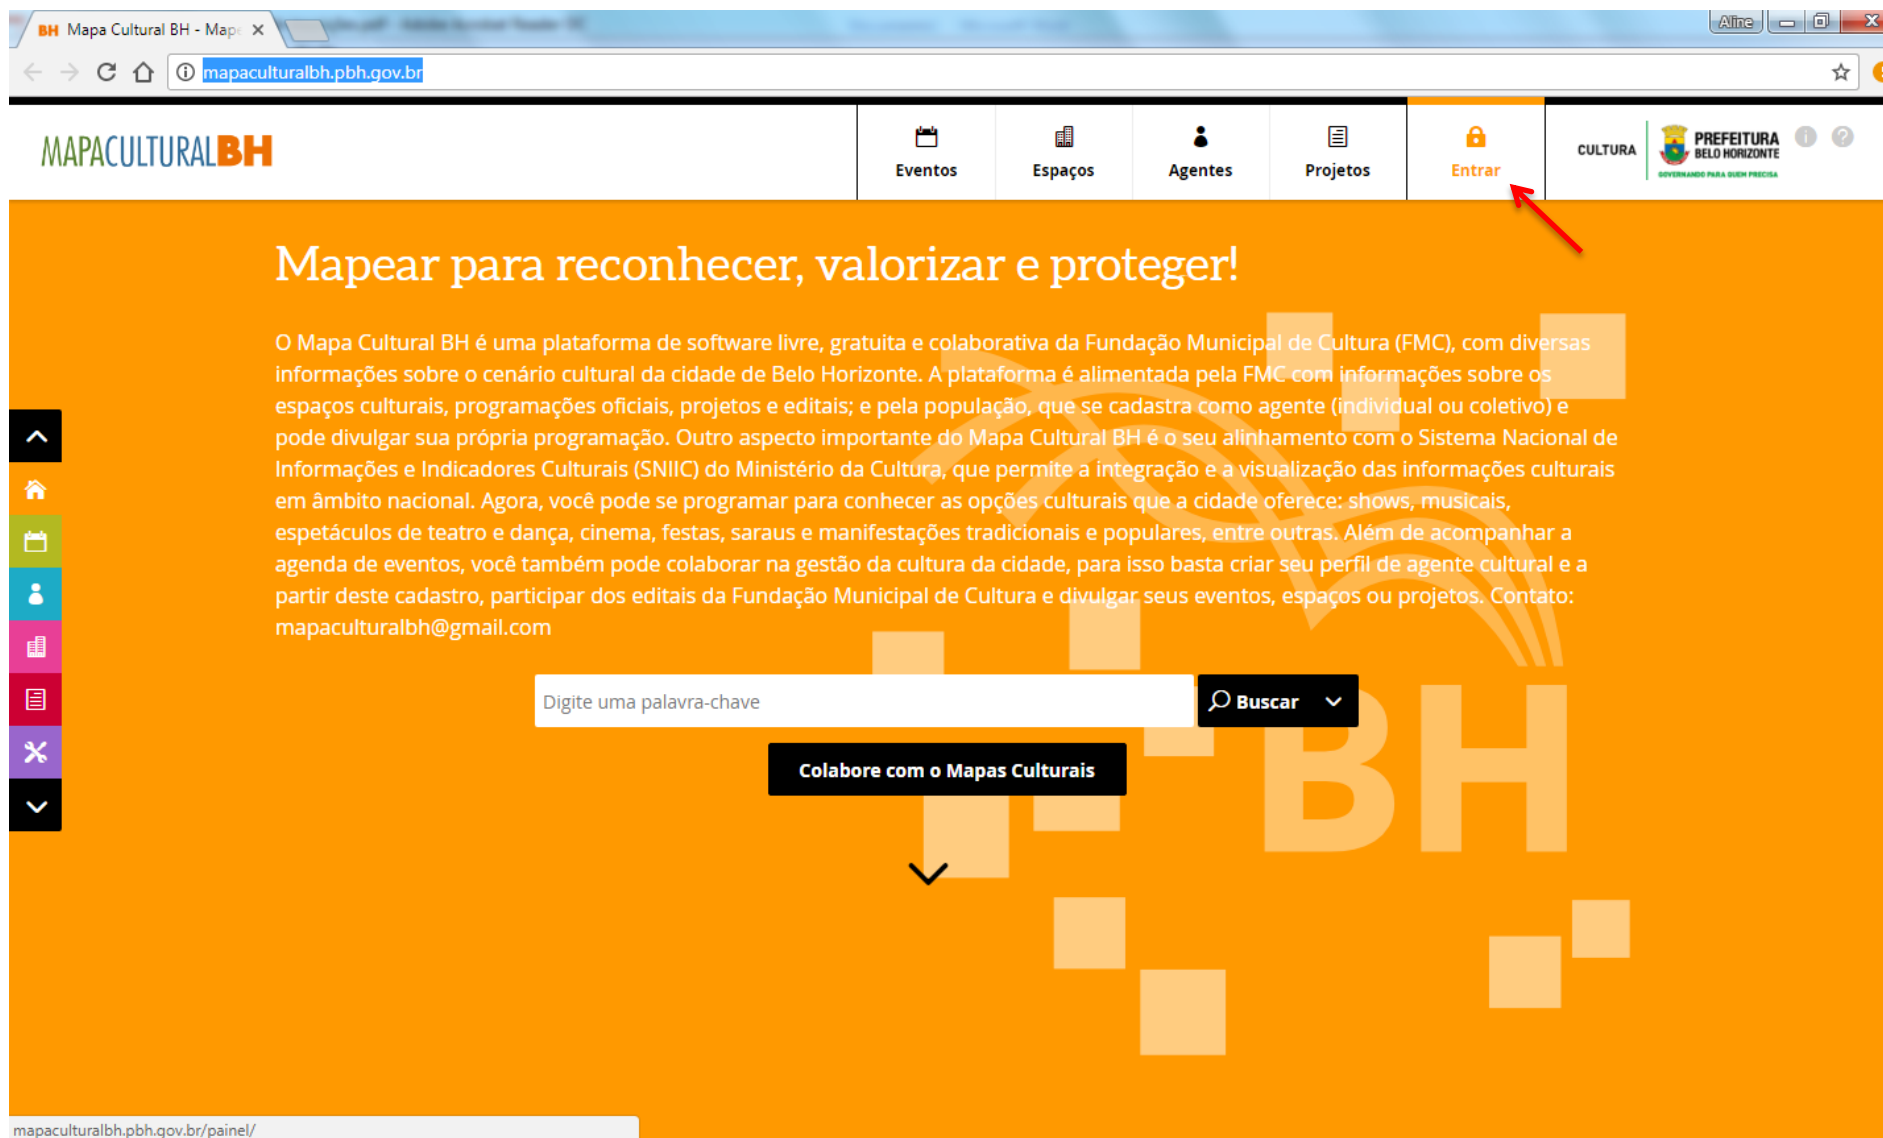 BH Mapa Cultural BH - Map
Aline
mapaculturalbh.pbh.gov.br
MAPACULTURALBH
Eventos
Espaços
Agentes
Projetos
Entrar
CULTURA
PREFEITURA
BELO HORIZONTE
GOVERNANDO PARA QUEM PRECISA
Mapear para reconhecer, valorizar e proteger!
O Mapa Cultural BH é uma plataforma de software livre, gratuita e colaborativa da Fundação Municipal de Cultura (FMC), com diversas
informações sobre o cenário cultural da cidade de Belo Horizonte. A plataforma é alimentada pela FMC com informações sobre os
espaços culturais, programações oficiais, projetos e editais; e pela população, que se cadastra como agente (individual ou coletivo) e
pode divulgar sua própria programação. Outro aspecto importante do Mapa Cultural BH é o seu alinhamento com o Sistema Nacional de
Informações e Indicadores Culturais (SNIIC) do Ministério da Cultura, que permite a integração e a visualização das informações culturais
em âmbito nacional. Agora, você pode se programar para conhecer as opções culturais que a cidade oferece: shows, musicais,
espetáculos de teatro e dança, cinema, festas, saraus e manifestações tradicionais e populares, entre outras. Além de acompanhar a
agenda de eventos, você também pode colaborar na gestão da cultura da cidade, para isso basta criar seu perfil de agente cultural e a
partir deste cadastro, participar dos editais da Fundação Municipal de Cultura e divulgar seus eventos, espaços ou projetos. Contato:
mapaculturalbh@gmail.com
Digite uma palavra-chave
Buscar
Colabore com o Mapas Culturais
BH
mapaculturalbh.pbh.gov.br/painel/